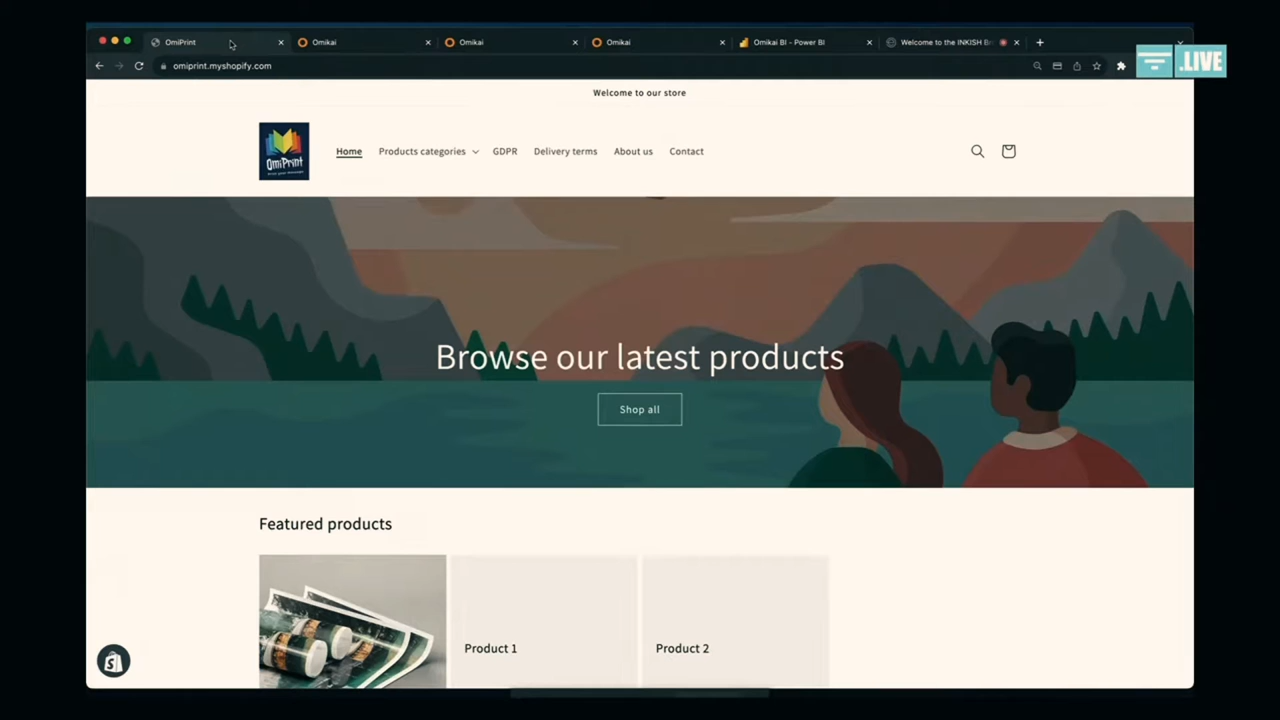 OmiPrint
Omikai
Omikai
Omikai
Omikai BI - Power BI
Welcome to the INKISH
.LIVE
omiprint.myshopify.com
Welcome to our store
OmiPrint
Home
Products categories
GDPR
Delivery terms
About us
Contact
Browse our latest products
Shop all
Featured products
Product 1
Product 2